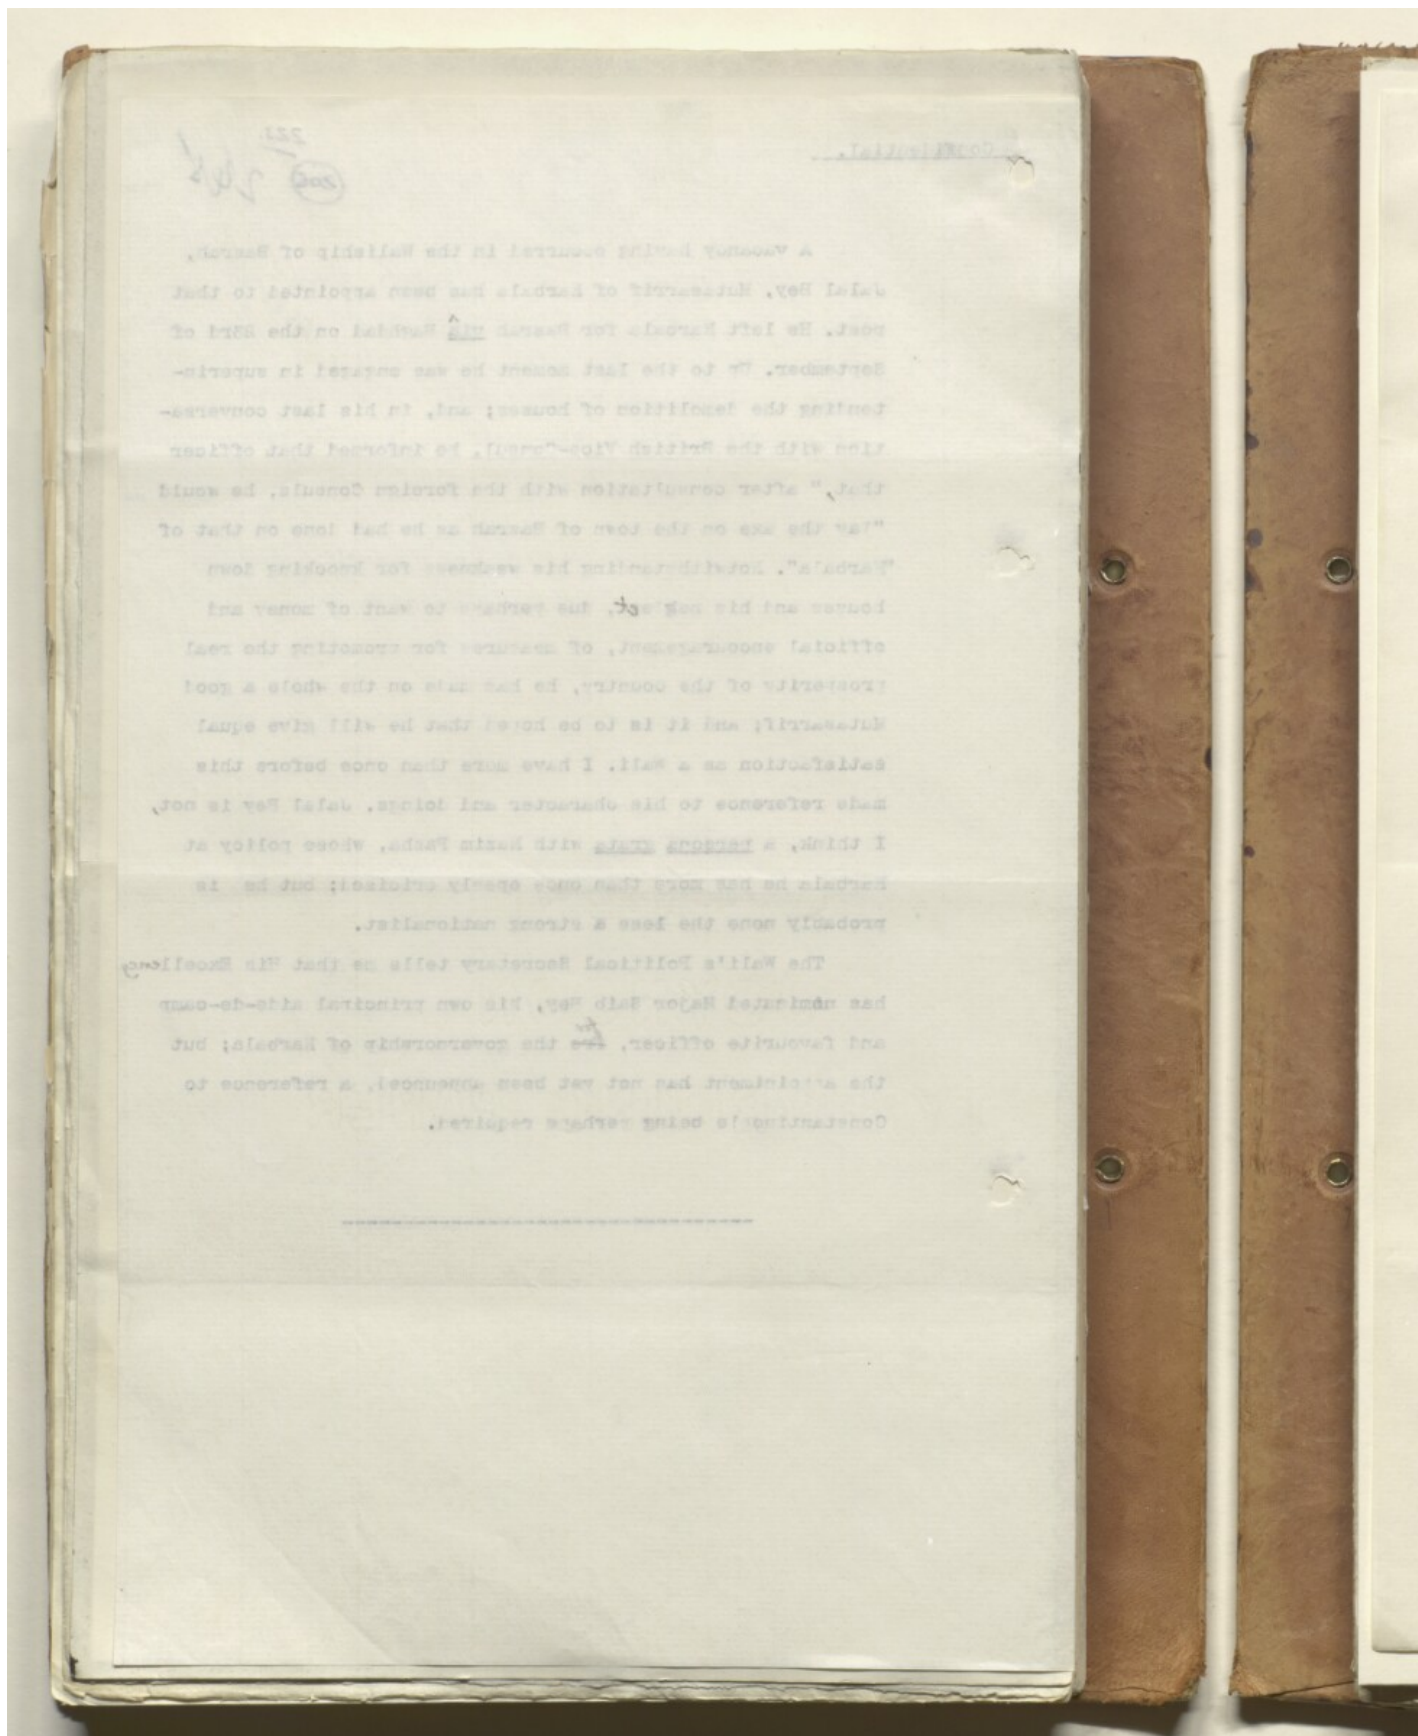 Confidential.
221
202
A vacancy having occurred in the Waliship of Basrah,
Jalal Bey, Mutasarrif of Karbala has been appointed to that
post. He left Karbala for Basrah viâ Baghdad on the 23rd of
September. Up to the last moment he was engaged in superin-
tending the demolition of houses; and, in his last conversa-
tion with the British Vice-Consul, he informed that officer
that, " after consultation with the foreign Consuls, he would
"lay the axe on the town of Basrah as he had done on that of
"Karbala". Notwithstanding his weakness for knocking down
houses and his neglect, due perhaps to want of money and
official encouragement, of measures for promoting the real
prosperity of the country, he has made on the whole a good
Mutasarrif; and it is to be hoped that he will give equal
satisfaction as a Wali. I have more than once before this
made reference to his character and doings. Jalal Bey is not,
I think, a persona grata with Nazim Pasha, whose policy at
Karbala he has more than once openly criticised; but he is
probably none the less a strong nationalist.
The Wali's Political Secretary tells me that His Excellency
has nominated Major Saib Bey, his own principal aide-de-camp
and favourite officer, for the governorship of Karbala; but
the appointment has not yet been announced, a reference to
Constantinople being perhaps required.